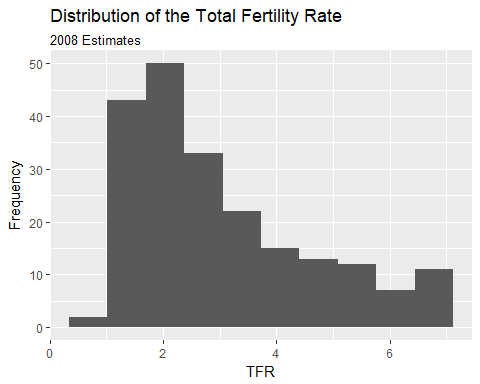 Distribution of the Total Fertility Rate
2008 Estimates
50
40
30
20
10
0
Frequency
0 2 4 6
TFR